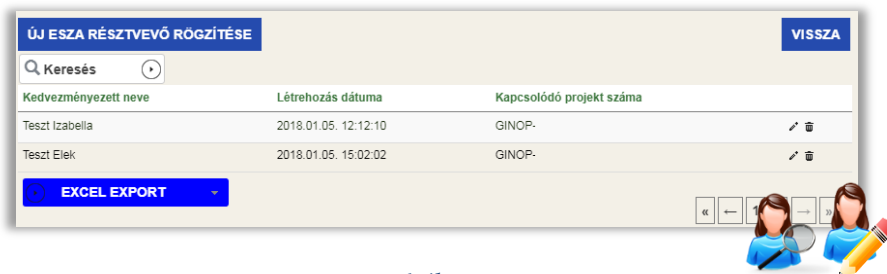 ÚJ ESZA RÉSZTVEVŐ RÖGZÍTÉSE VISSZA
Keresés
Kedvezményezett neve Létrehozás dátuma Kapcsolódó projekt száma
Teszt Izabella 2018.01.05. 12:12:10 GINOP-
Teszt Elek 2018.01.05. 15:02:02 GINOP-
EXCEL EXPORT
« ← 1 → »